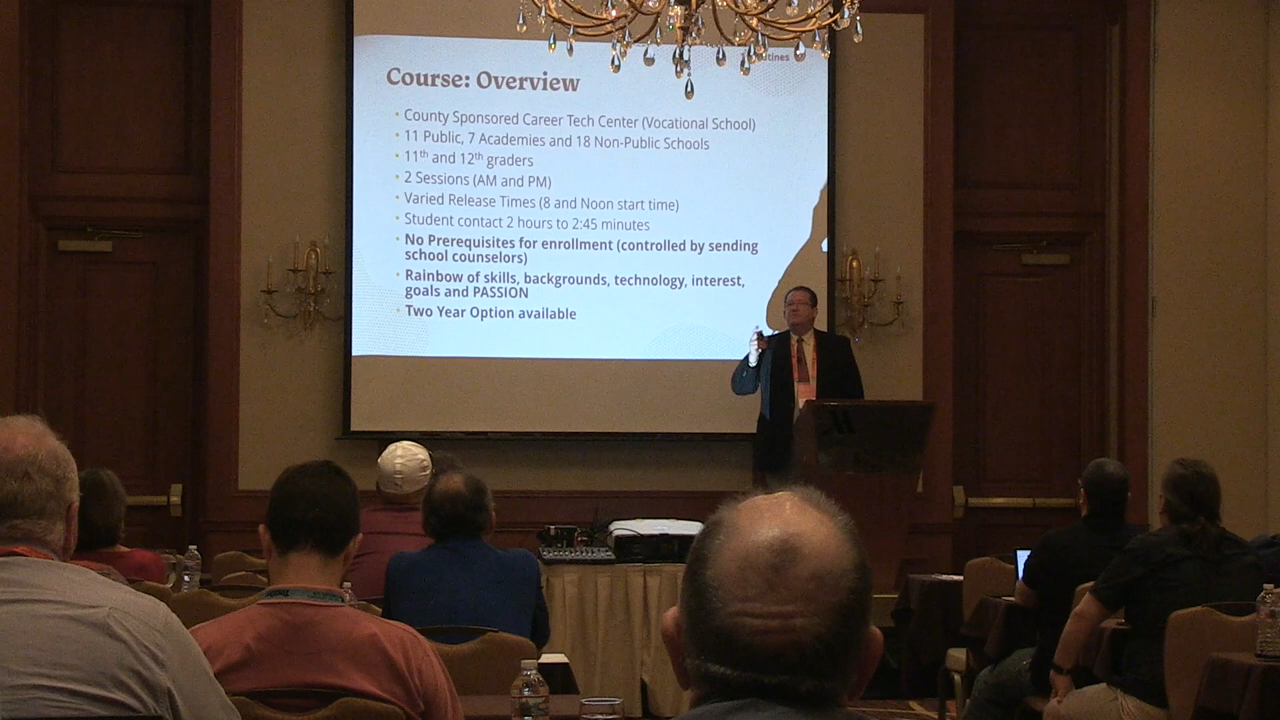 Course: Overview
County Sponsored Career Tech Center (Vocational School)
11 Public, 7 Academies and 18 Non-Public Schools
11th and 12th graders
2 Sessions (AM and PM)
Varied Release Times (8 and Noon start time)
Student contact 2 hours to 2:45 minutes
No Prerequisites for enrollment (controlled by sending
school counselors)
Rainbow of skills, backgrounds, technology, interest,
goals and PASSION
Two Year Option available